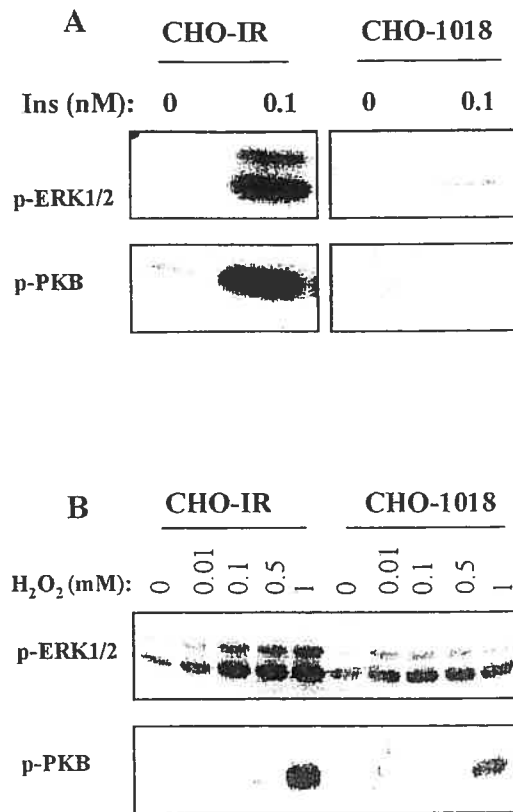 A
CHO-IR CHO-1018
Ins (nM): 0 0.1 0 0.1
p-ERK1/2
p-PKB
B
CHO-IR CHO-1018
H₂O₂ (mM): 0 0.01 0.1 0.5 1 0 0.01 0.1 0.5 1
p-ERK1/2
p-PKB